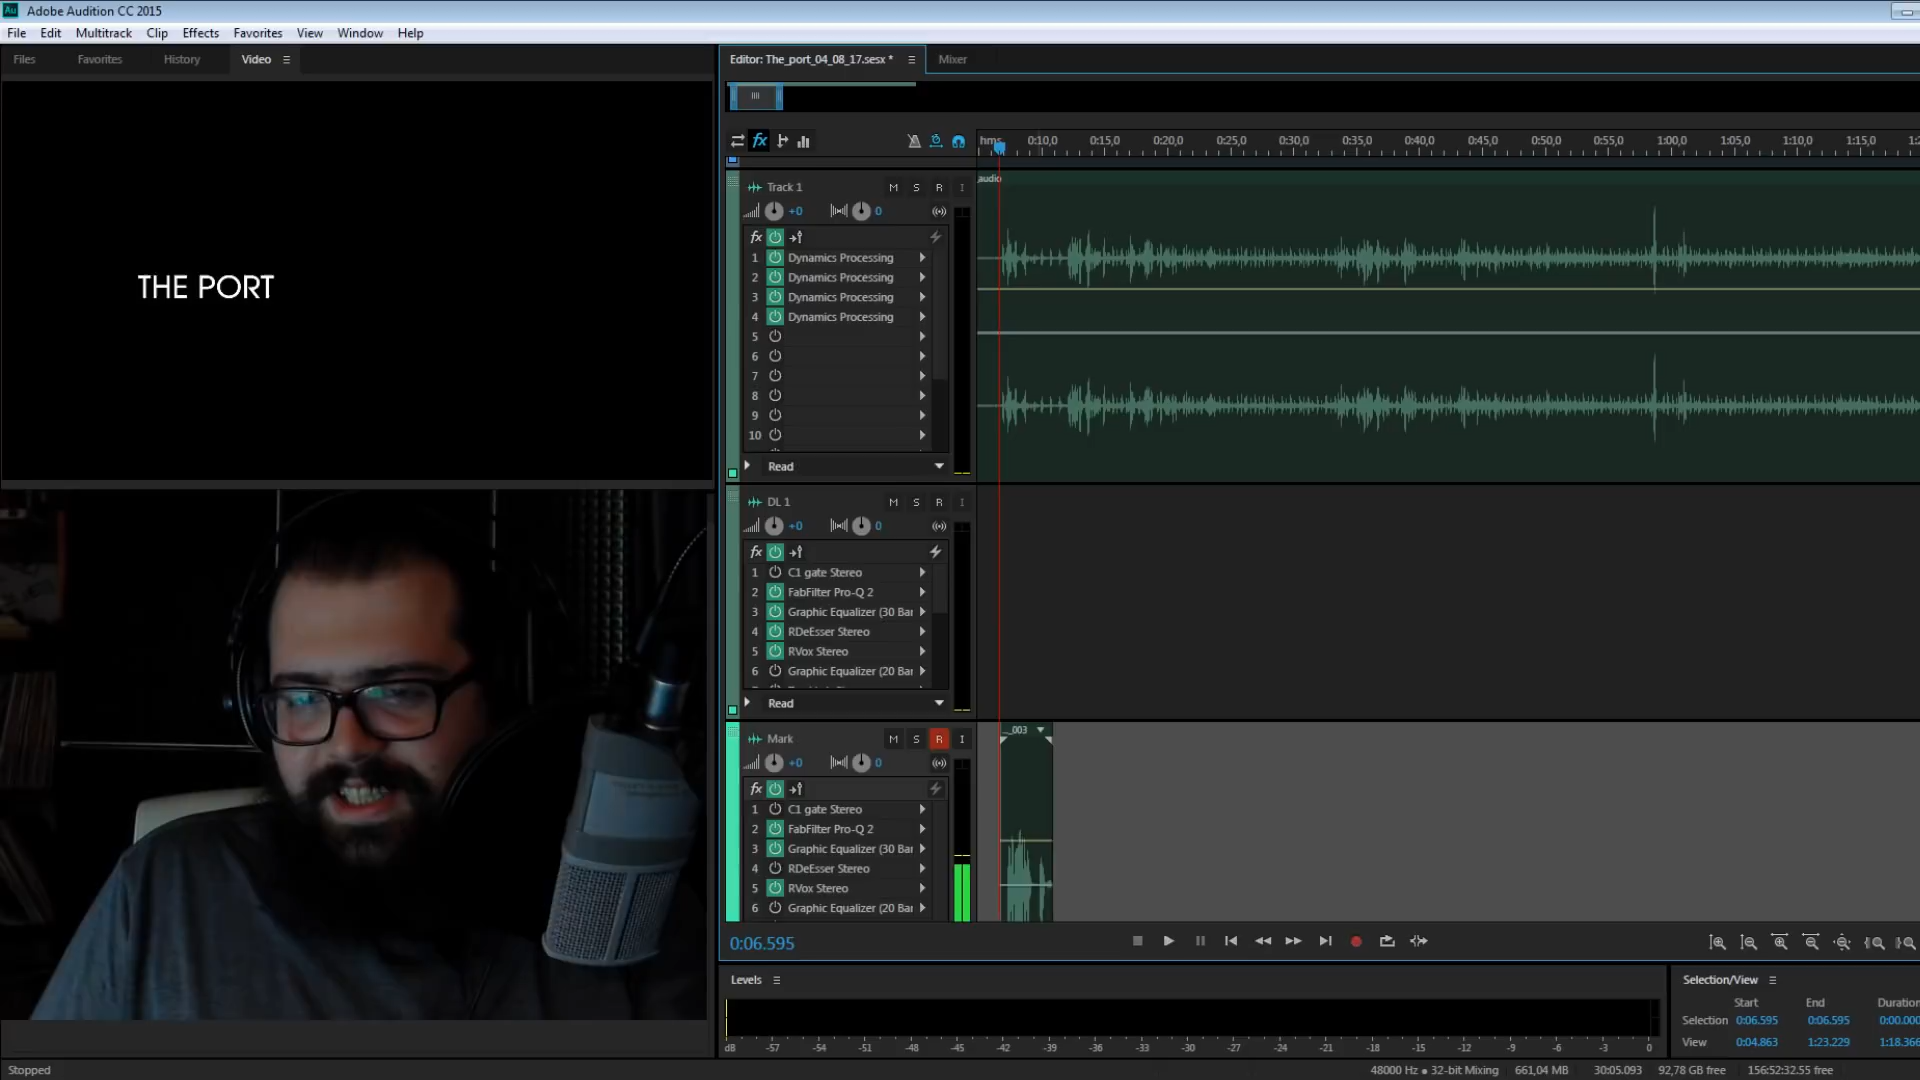 Adobe Audition CC 2015
File Edit Multitrack Clip Effects Favorites View Window Help
Files Favorites History Video
Editor: The_port_04_08_17.sesx * Mixer
hms 0:10,0 0:15,0 0:20,0 0:25,0 0:30,0 0:35,0 0:40,0 0:45,0 0:50,0 0:55,0 1:00,0 1:05,0 1:10,0 1:15,0
audio
THE PORT
Track 1 M S R I
+0 0
fx
1 Dynamics Processing
2 Dynamics Processing
3 Dynamics Processing
4 Dynamics Processing
5
6
7
8
9
10
Read
DL 1 M S R I
+0 0
fx
1 C1 gate Stereo
2 FabFilter Pro-Q 2
3 Graphic Equalizer (30 Bar
4 RDeEsser Stereo
5 RVox Stereo
6 Graphic Equalizer (20 Bar
Read
Mark M S R I
_003
+0 0
fx
1 C1 gate Stereo
2 FabFilter Pro-Q 2
3 Graphic Equalizer (30 Bar
4 RDeEsser Stereo
5 RVox Stereo
6 Graphic Equalizer (20 Bar
0:06.595
Levels
dB -57 -54 -51 -48 -45 -42 -39 -36 -33 -30 -27 -24 -21 -18 -15 -12 -9 -6 -3 0
Selection/View
Start End Duration
Selection 0:06.595 0:06.595 0:00.000
View 0:04.863 1:23.229 1:18.366
Stopped
48000 Hz • 32-bit Mixing 661,04 MB 30:05.093 92,78 GB free 156:52:32.55 free